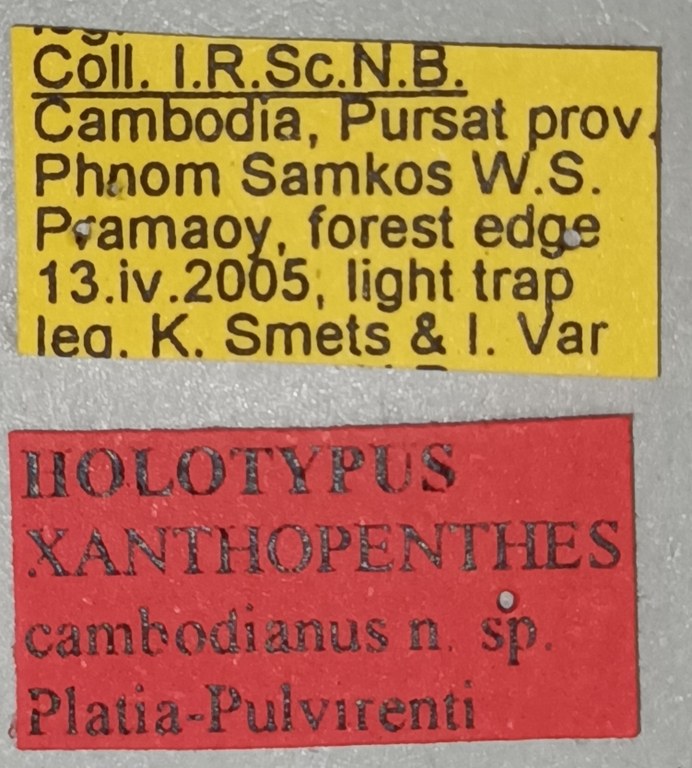 leg.
Coll. I.R.Sc.N.B.
Cambodia, Pursat prov.
Phnom Samkos W.S.
Pramaoy, forest edge
13.iv.2005, light trap
leg. K. Smets & I. Var
HOLOTYPUS
XANTHOPENTHES
cambodianus n. sp.
Platia-Pulvirenti